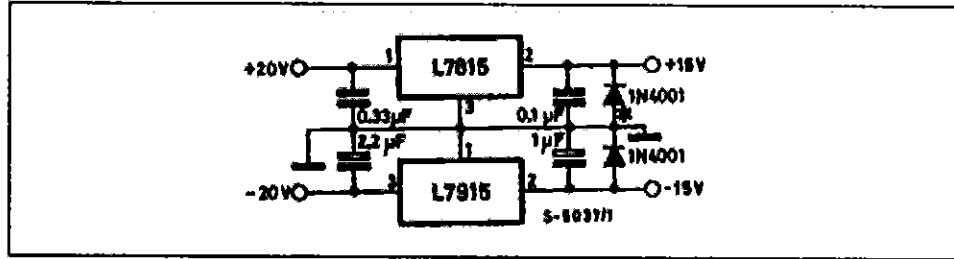 1 L7815 2
+20V +15V
0.33µF 3 0.1µF 1N4001
2.2µF 1 1µF 1N4001
-20V 3 L7915 2 -15V
S-6037/1